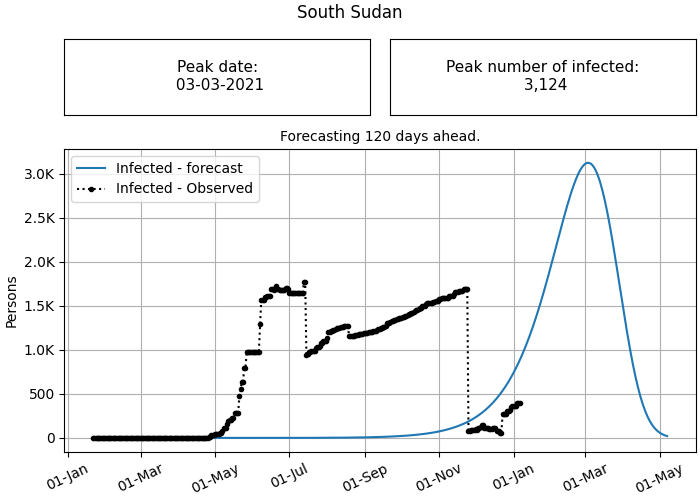 South Sudan
Peak date:
03-03-2021
Peak number of infected:
3,124
Forecasting 120 days ahead.
Infected - forecast
Infected - Observed
3.0K
2.5K
2.0K
1.5K
1.0K
500
0
Persons
01-Jan
01-Mar
01-May
01-Jul
01-Sep
01-Nov
01-Jan
01-Mar
01-May